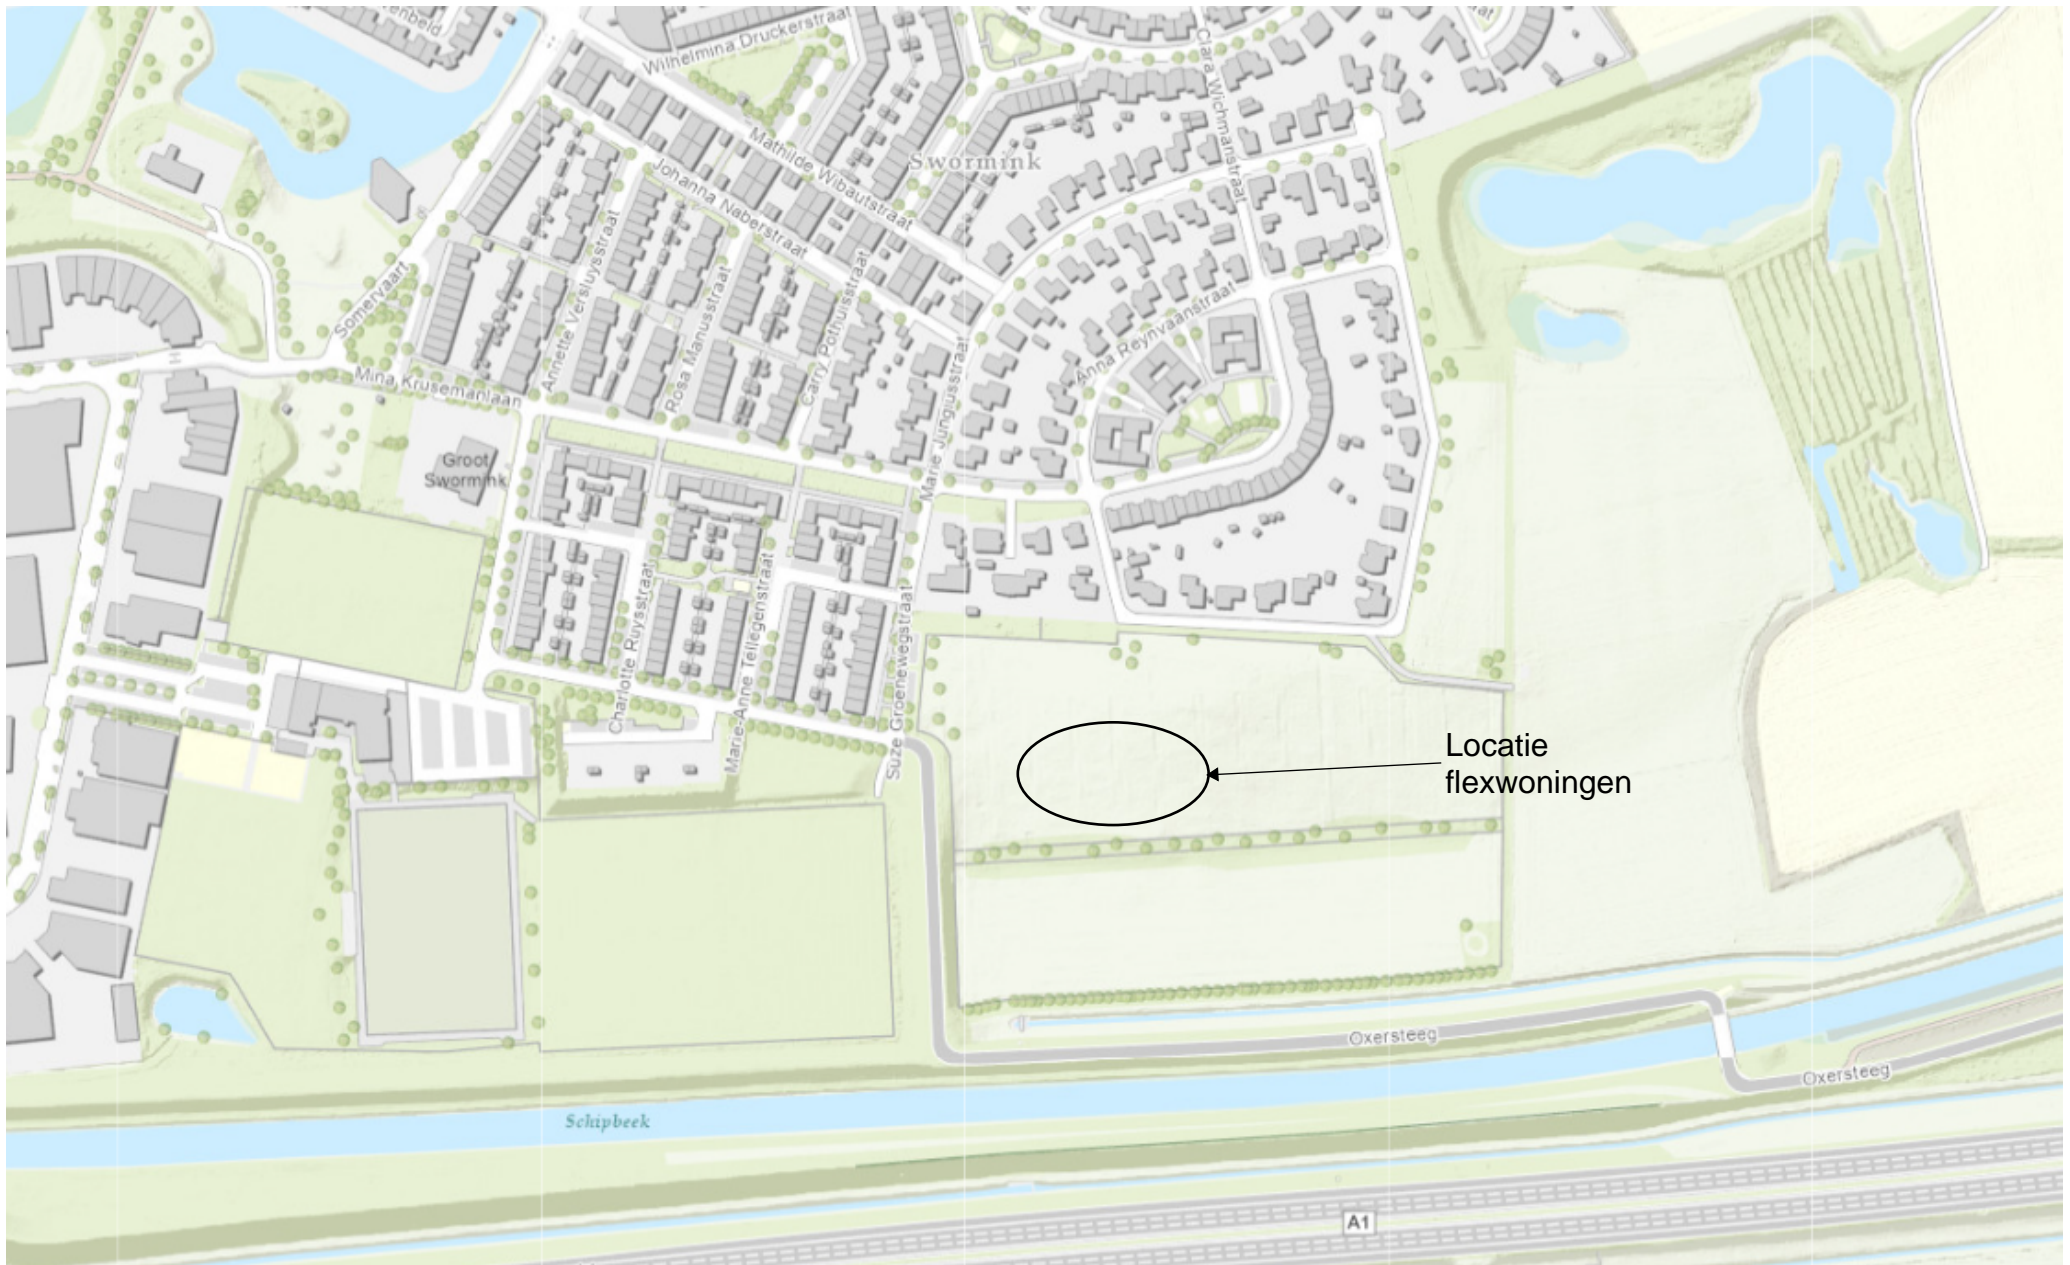 Wilhelmina Druckerstraat
Clara Wichmanstraat
Mathilde Wibautstraat
Swormink
Johanna Naberstraat
Annette Versluysstraat
Somervaart
Rosa Manusstraat
Carry Pothuisstraat
Anna Reynvaanstraat
Mina Krusemanlaan
Marie Jungiusstraat
Groot
Swormink
Charlotte Ruysstraat
Marie-Anne Tellegenstraat
Suze Groenewegstraat
Locatie
flexwoningen
Oxersteeg
Oxersteeg
Schipbeek
A1